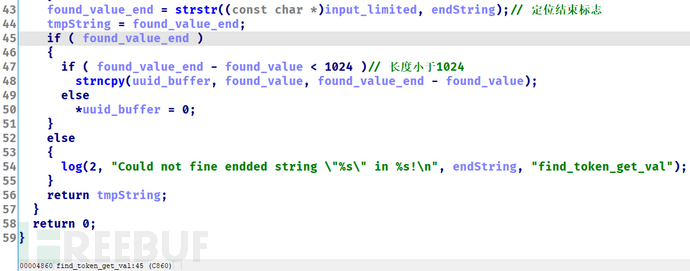 43 found_value_end = strstr((const char *)input_limited, endString);// 定位结束标志
44 tmpString = found_value_end;
45 if ( found_value_end )
46 {
47 if ( found_value_end - found_value < 1024 )// 长度小于1024
48 strncpy(uuid_buffer, found_value, found_value_end - found_value);
49 else
50 *uuid_buffer = 0;
51 }
52 else
53 {
54 log(2, "Could not fine endded string \"%s\" in %s!\n", endString, "find_token_get_val");
55 }
56 return tmpString;
57 }
58 return 0;
59 }
REEBUF
00004860 find_token_get_val:45 (C860)